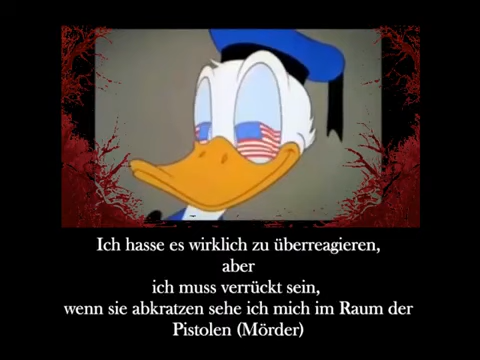 Ich hasse es wirklich zu überreagieren,
aber
ich muss verrückt sein,
wenn sie abkratzen sehe ich mich im Raum der
Pistolen (Mörder)